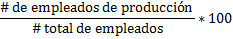 # de empleados de producción
# total de empleados
* 100